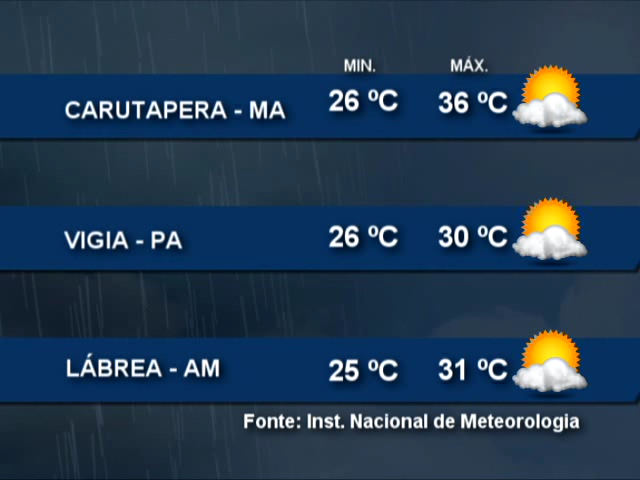 MIN. MÁX.
CARUTAPERA - MA 26 ºC 36 ºC
VIGIA - PA 26 ºC 30 ºC
LÁBREA - AM 25 ºC 31 ºC
Fonte: Inst. Nacional de Meteorologia